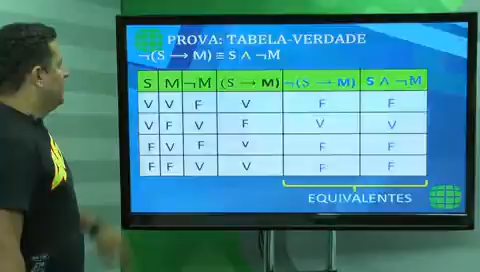 PROVA: TABELA-VERDADE
¬(S → M) ≡ S ∧ ¬M
S M ¬M (S → M) ¬(S → M) S ∧ ¬M
V V F V F F
V F V F V V
F V F V F F
F F V V F F
EQUIVALENTES